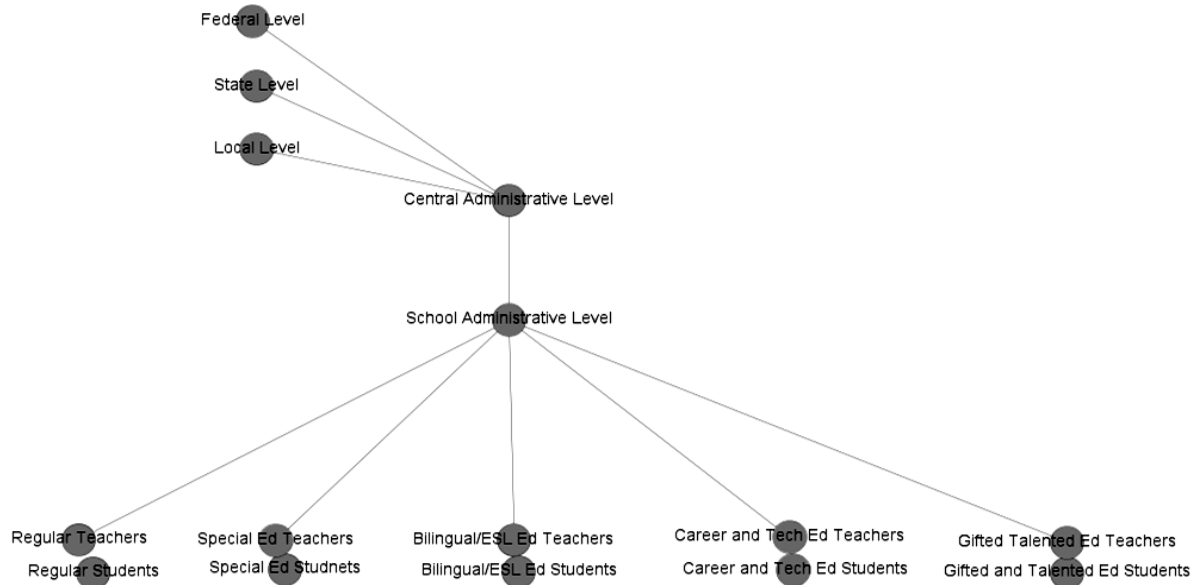 Federal Level
State Level
Local Level
Central Administrative Level
School Administrative Level
Regular Teachers
Special Ed Teachers
Bilingual/ESL Ed Teachers
Career and Tech Ed Teachers
Gifted Talented Ed Teachers
Regular Students
Special Ed Studnets
Bilingual/ESL Ed Students
Career and Tech Ed Students
Gifted and Talented Ed Students